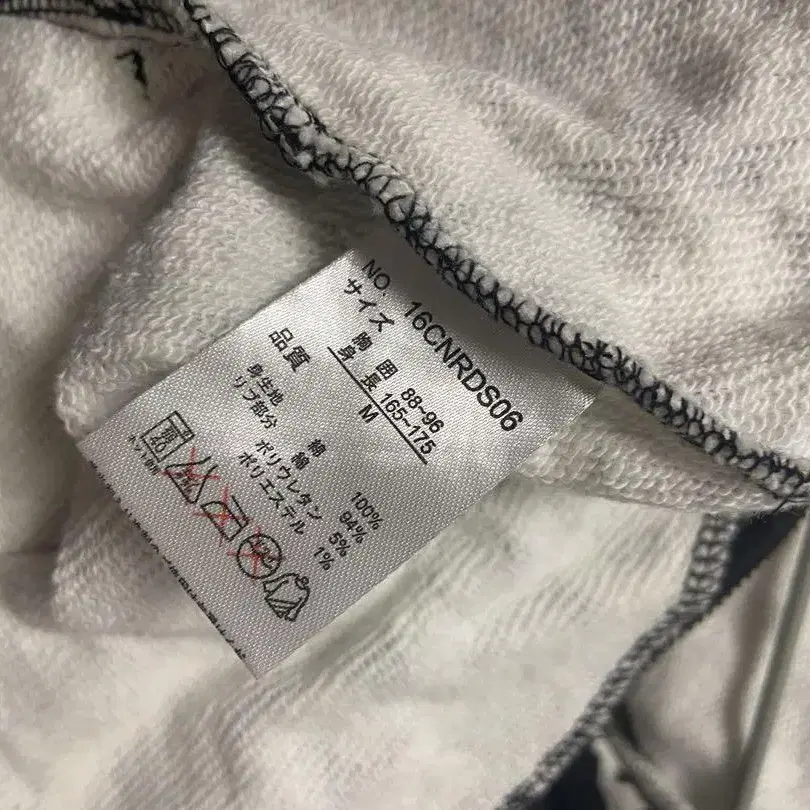 NO. 16CNRDS06
サイズ
胸 囲 88~96
身 長 165~175
M
品質
身生地 綿 100%
リブ部分 綿 94%
ポリウレタン 5%
ポリエステル 1%